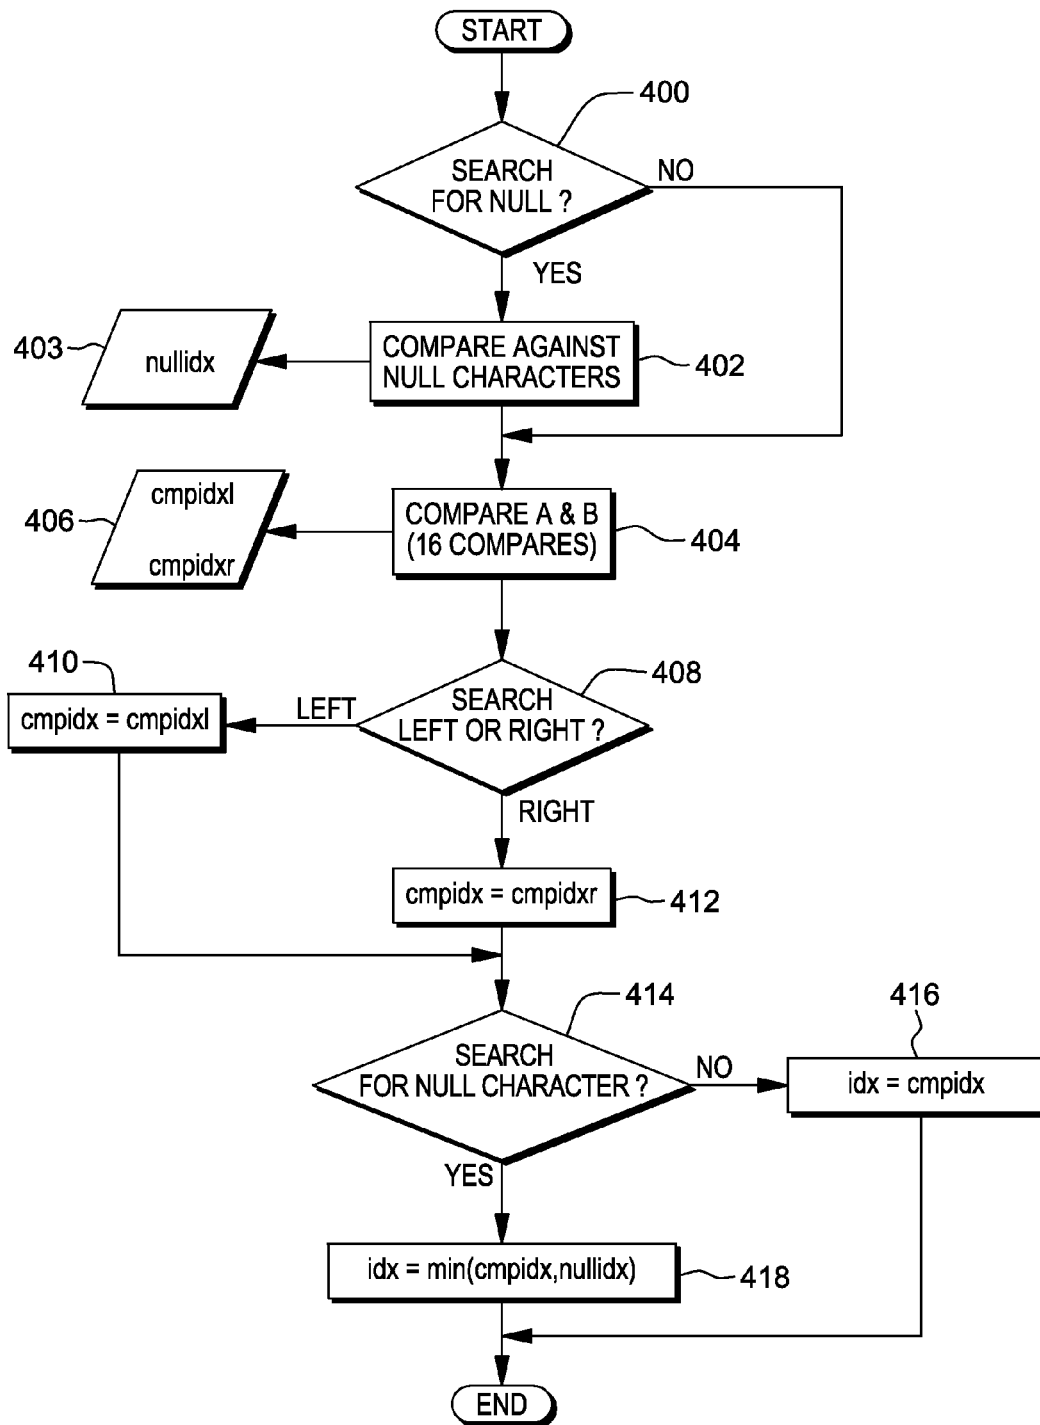 START
400
SEARCH
FOR NULL ?
NO
YES
403
nullidx
COMPARE AGAINST
NULL CHARACTERS
402
406
cmpidxl
cmpidxr
COMPARE A & B
(16 COMPARES)
404
410
cmpidx = cmpidxl
LEFT
SEARCH
LEFT OR RIGHT ?
408
RIGHT
cmpidx = cmpidxr
412
414
SEARCH
FOR NULL CHARACTER ?
NO
416
idx = cmpidx
YES
idx = min(cmpidx,nullidx)
418
END